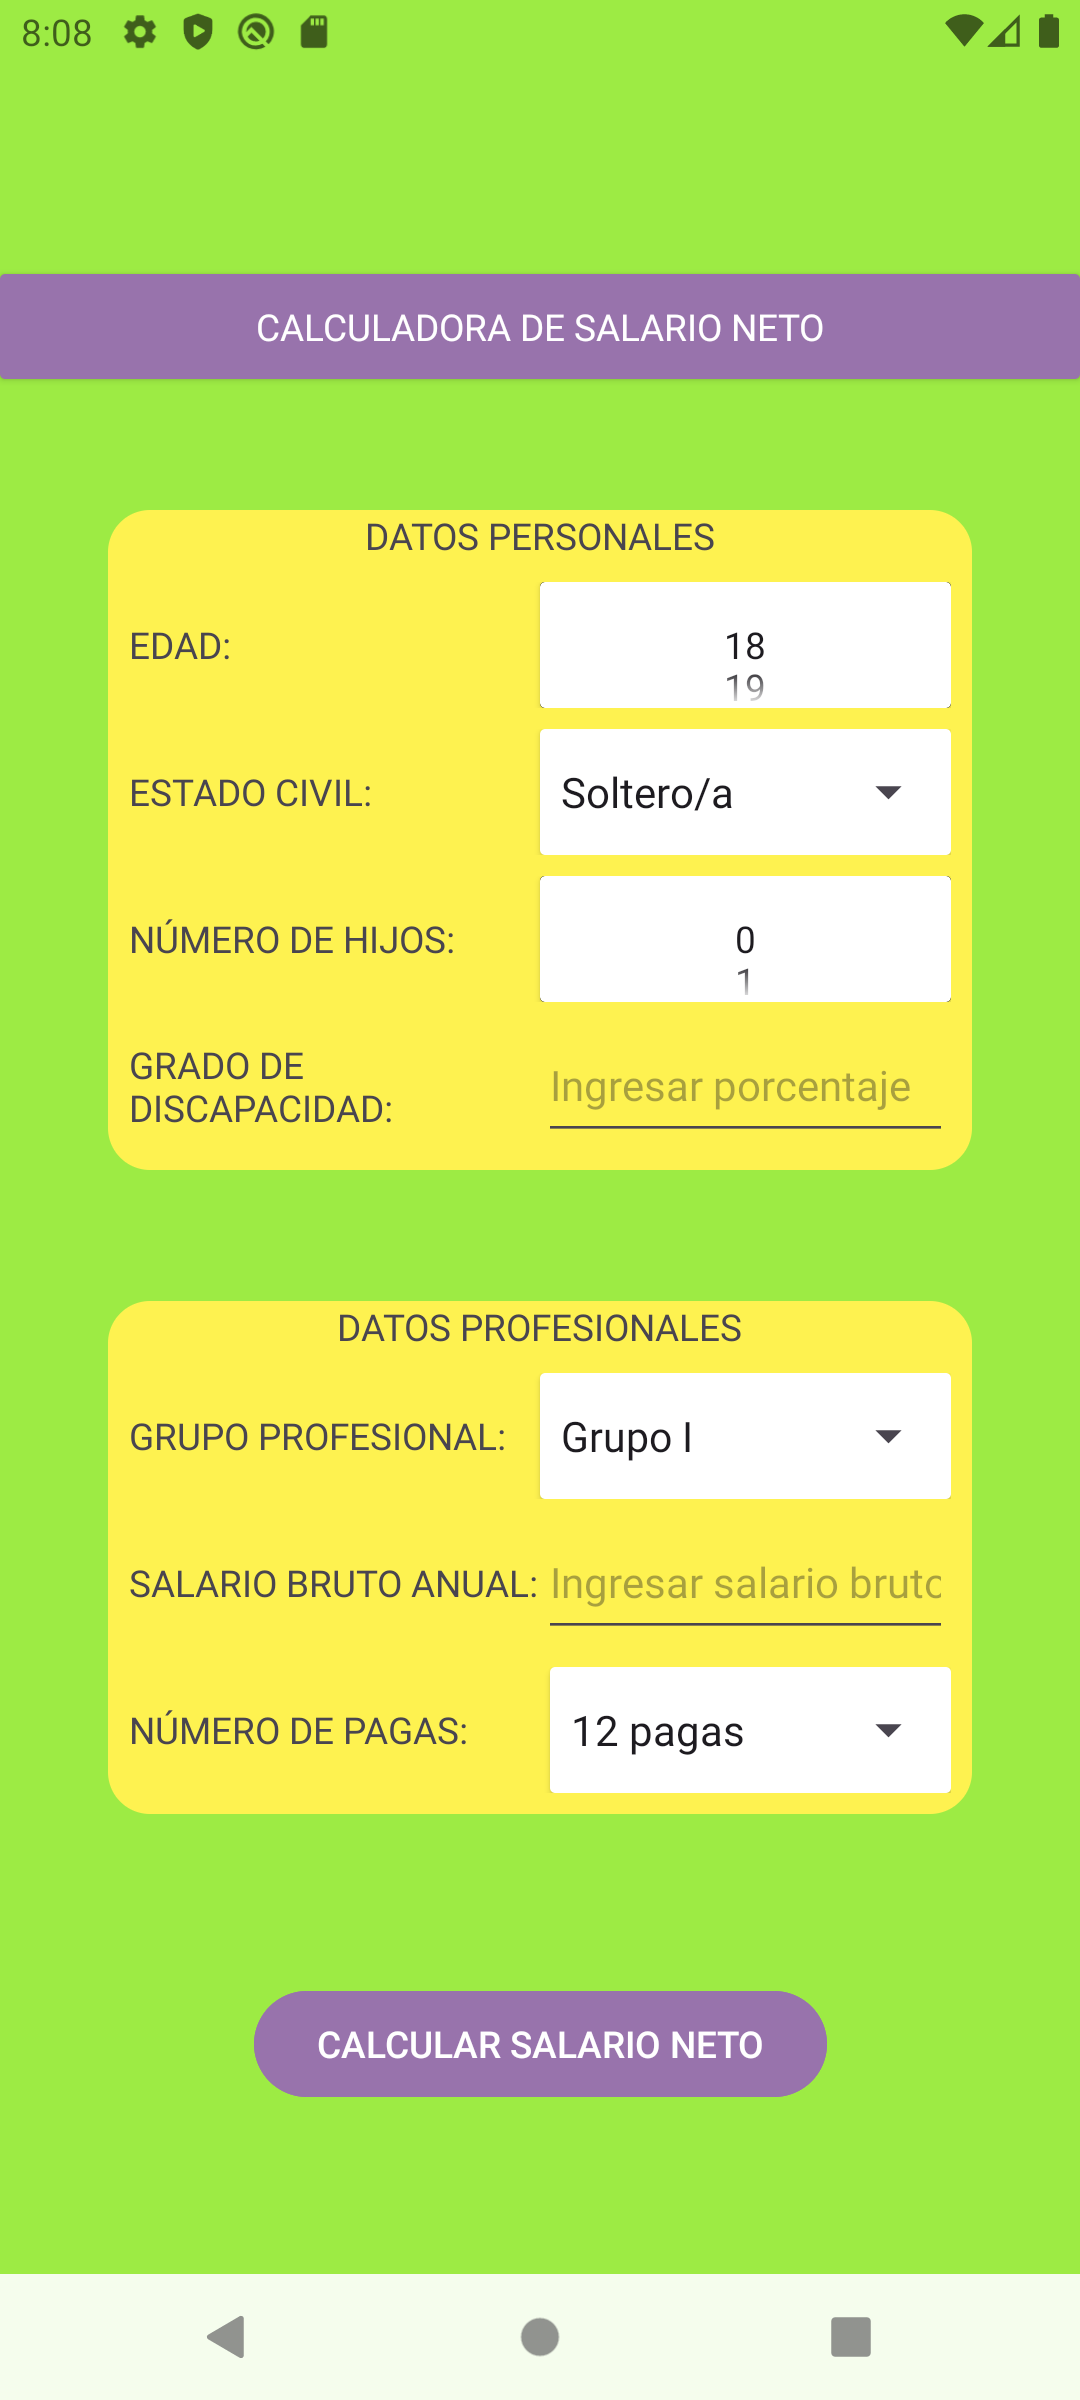 8:08
CALCULADORA DE SALARIO NETO
DATOS PERSONALES
EDAD:
18
19
ESTADO CIVIL:
Soltero/a
NÚMERO DE HIJOS:
0
1
GRADO DE
DISCAPACIDAD:
Ingresar porcentaje
DATOS PROFESIONALES
GRUPO PROFESIONAL:
Grupo I
SALARIO BRUTO ANUAL:
Ingresar salario bruto
NÚMERO DE PAGAS:
12 pagas
CALCULAR SALARIO NETO